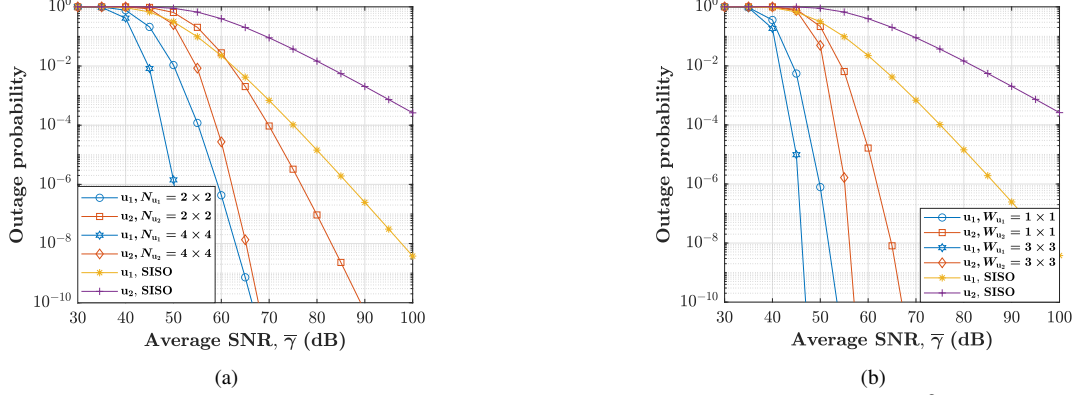 10^0
10^-2
10^-4
10^-6
10^-8
10^-10
Outage probability
u1, Nu1 = 2 × 2
u2, Nu2 = 2 × 2
u1, Nu1 = 4 × 4
u2, Nu2 = 4 × 4
u1, SISO
u2, SISO
30 40 50 60 70 80 90 100
Average SNR, γ̄ (dB)
(a)
10^0
10^-2
10^-4
10^-6
10^-8
10^-10
Outage probability
u1, Wu1 = 1 × 1
u2, Wu2 = 1 × 1
u1, Wu1 = 3 × 3
u2, Wu2 = 3 × 3
u1, SISO
u2, SISO
30 40 50 60 70 80 90 100
Average SNR, γ̄ (dB)
(b)